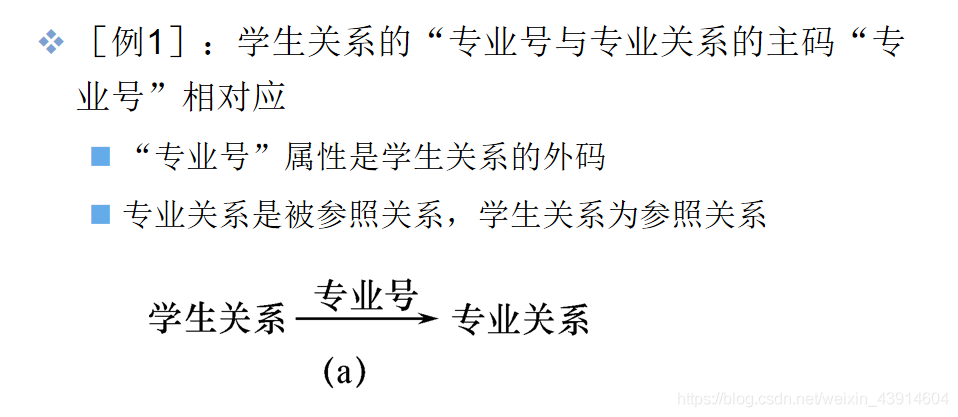 ［例1］：学生关系的“专业号与专业关系的主码“专
业号”相对应
“专业号”属性是学生关系的外码
专业关系是被参照关系，学生关系为参照关系
专业号
学生关系 专业关系
(a)
https://blog.csdn.net/weixin_43914604